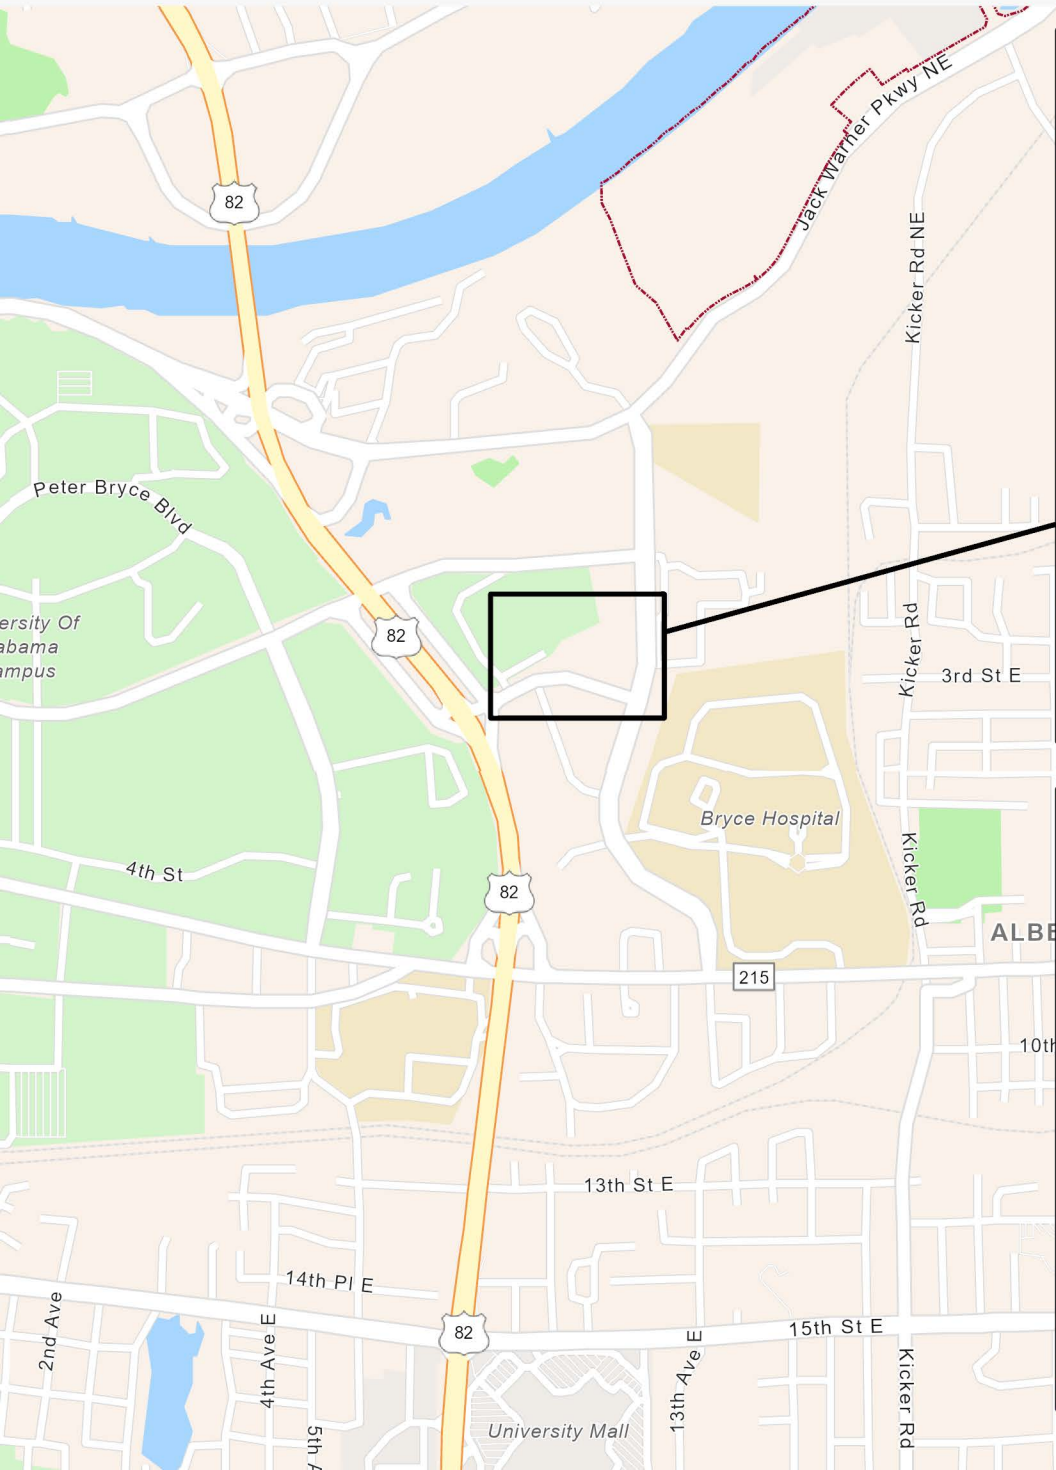 Jack Warner Pkwy NE
82
Kicker Rd NE
Peter Bryce Blvd
ersity Of
abama
ampus
82
Kicker Rd
3rd St E
Bryce Hospital
4th St
Kicker Rd
82
ALBE
215
10th
13th St E
14th Pl E
2nd Ave
4th Ave E
82
15th St E
13th Ave E
Kicker Rd
5th A
University Mall